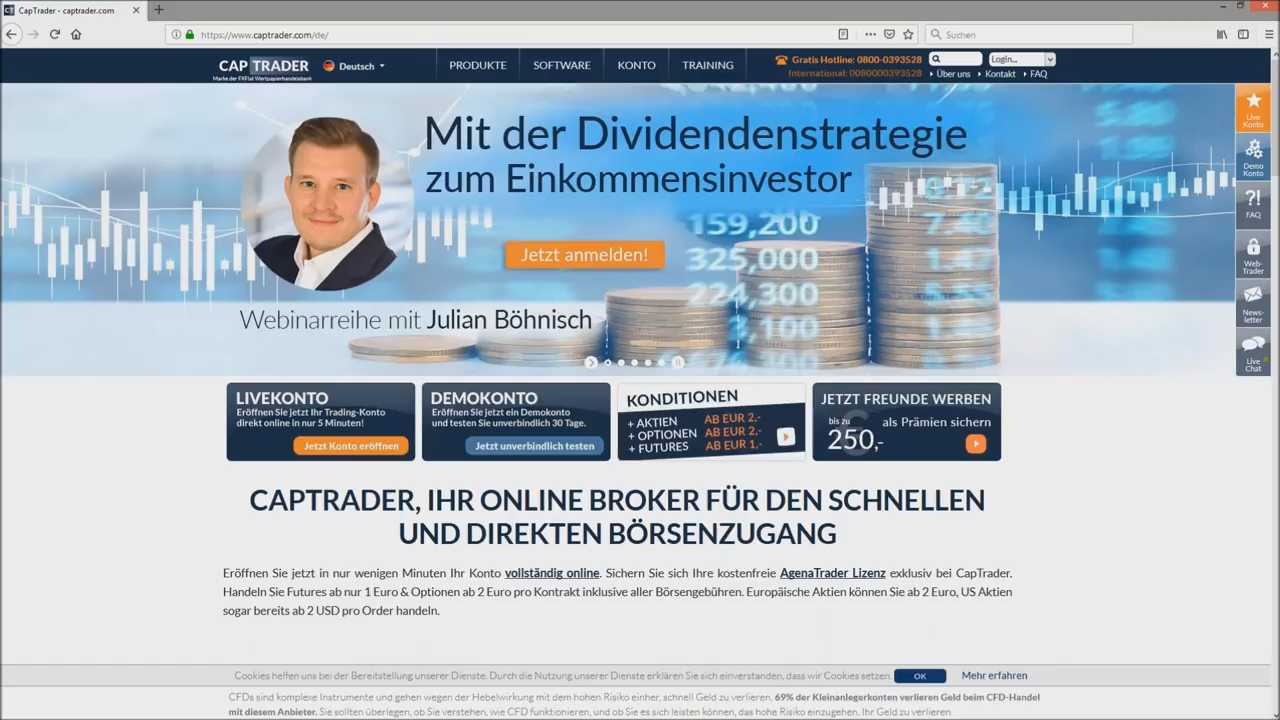 CapTrader - captrader.com
https://www.captrader.com/de/
Suchen
CAP TRADER
Marke der FXFlat Wertpapierhandelsbank
Deutsch
PRODUKTE
SOFTWARE
KONTO
TRAINING
Gratis Hotline: 0800-0393528
International: 0080000393528
Login...
Über uns
Kontakt
FAQ
Mit der Dividendenstrategie
zum Einkommensinvestor
159,200
325,000
224,300
Jetzt anmelden!
Webinarreihe mit Julian Böhnisch
Live
Konto
Demo
Konto
?!
FAQ
Web-
Trader
News-
letter
Live
Chat
LIVEKONTO
Eröffnen Sie jetzt Ihr Trading-Konto
direkt online in nur 5 Minuten!
Jetzt Konto eröffnen
DEMOKONTO
Eröffnen Sie jetzt ein Demokonto
und testen Sie unverbindlich 30 Tage.
Jetzt unverbindlich testen
KONDITIONEN
+ AKTIEN AB EUR 2,-
+ OPTIONEN AB EUR 2,-
+ FUTURES AB EUR 1,-
JETZT FREUNDE WERBEN
bis zu
250,-
als Prämien sichern
CAPTRADER, IHR ONLINE BROKER FÜR DEN SCHNELLEN
UND DIREKTEN BÖRSENZUGANG
Eröffnen Sie jetzt in nur wenigen Minuten Ihr Konto vollständig online. Sichern Sie sich Ihre kostenfreie AgenaTrader Lizenz exklusiv bei CapTrader.
Handeln Sie Futures ab nur 1 Euro & Optionen ab 2 Euro pro Kontrakt inklusive aller Börsengebühren. Europäische Aktien können Sie ab 2 Euro, US Aktien
sogar bereits ab 2 USD pro Order handeln.
Cookies helfen uns bei der Bereitstellung unserer Dienste. Durch die Nutzung unserer Dienste erklären Sie sich einverstanden, dass wir Cookies setzen.
OK
Mehr erfahren
CFDs sind komplexe Instrumente und gehen wegen der Hebelwirkung mit dem hohen Risiko einher, schnell Geld zu verlieren. 69% der Kleinanlegerkonten verlieren Geld beim CFD-Handel
mit diesem Anbieter. Sie sollten überlegen, ob Sie verstehen, wie CFD funktionieren, und ob Sie es sich leisten können, das hohe Risiko einzugehen, Ihr Geld zu verlieren.